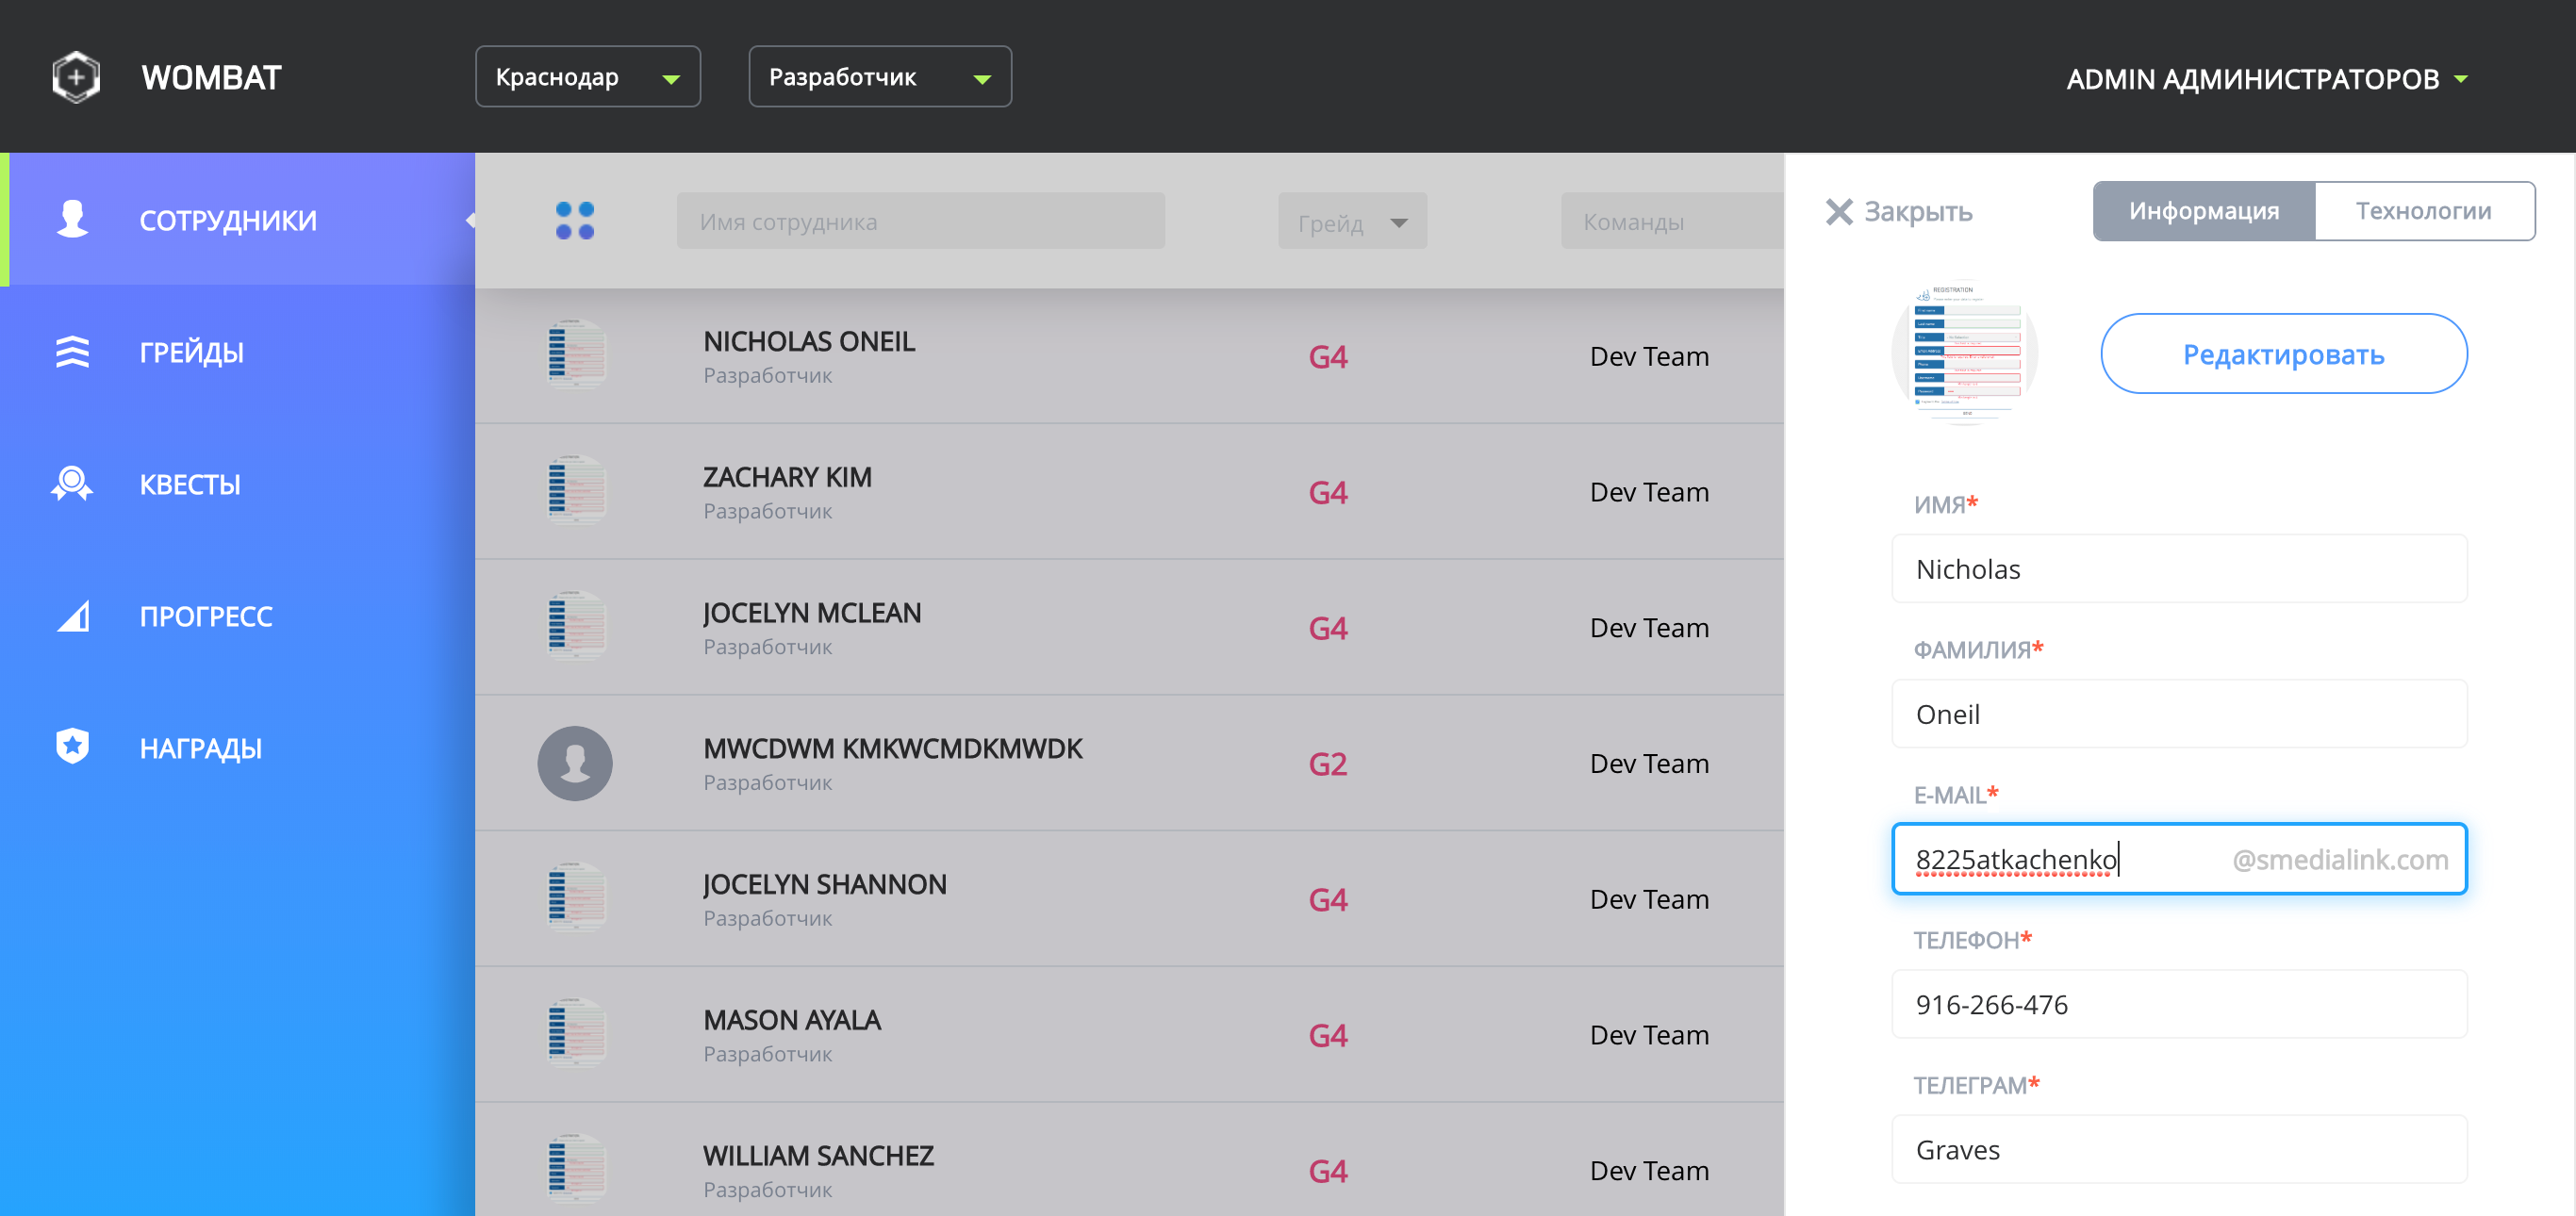 WOMBAT
Краснодар
Разработчик
ADMIN АДМИНИСТРАТОРОВ
СОТРУДНИКИ
ГРЕЙДЫ
КВЕСТЫ
ПРОГРЕСС
НАГРАДЫ
Имя сотрудника
Грейд
Команды
NICHOLAS ONEIL
Разработчик
G4
Dev Team
ZACHARY KIM
Разработчик
G4
Dev Team
JOCELYN MCLEAN
Разработчик
G4
Dev Team
MWCDWM KMKWCMDKMWDK
Разработчик
G2
Dev Team
JOCELYN SHANNON
Разработчик
G4
Dev Team
MASON AYALA
Разработчик
G4
Dev Team
WILLIAM SANCHEZ
Разработчик
G4
Dev Team
Закрыть
Информация
Технологии
REGISTRATION
Редактировать
ИМЯ*
Nicholas
ФАМИЛИЯ*
Oneil
E-MAIL*
8225atkachenko
@smedialink.com
ТЕЛЕФОН*
916-266-476
ТЕЛЕГРАМ*
Graves